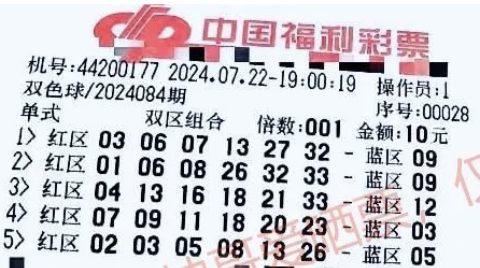 中国福利彩票
机号:44200177 2024.07.22-19:00:19 操作员:1
双色球/2024084期 序号:00028
单式 双区组合 倍数:001 金额:10元
1> 红区 03 06 07 13 27 32 - 蓝区 09
2> 红区 01 06 08 26 32 33 - 蓝区 09
3> 红区 04 13 16 18 21 33 - 蓝区 12
4> 红区 07 09 11 18 20 23 - 蓝区 03
5> 红区 02 03 05 08 13 26 - 蓝区 05